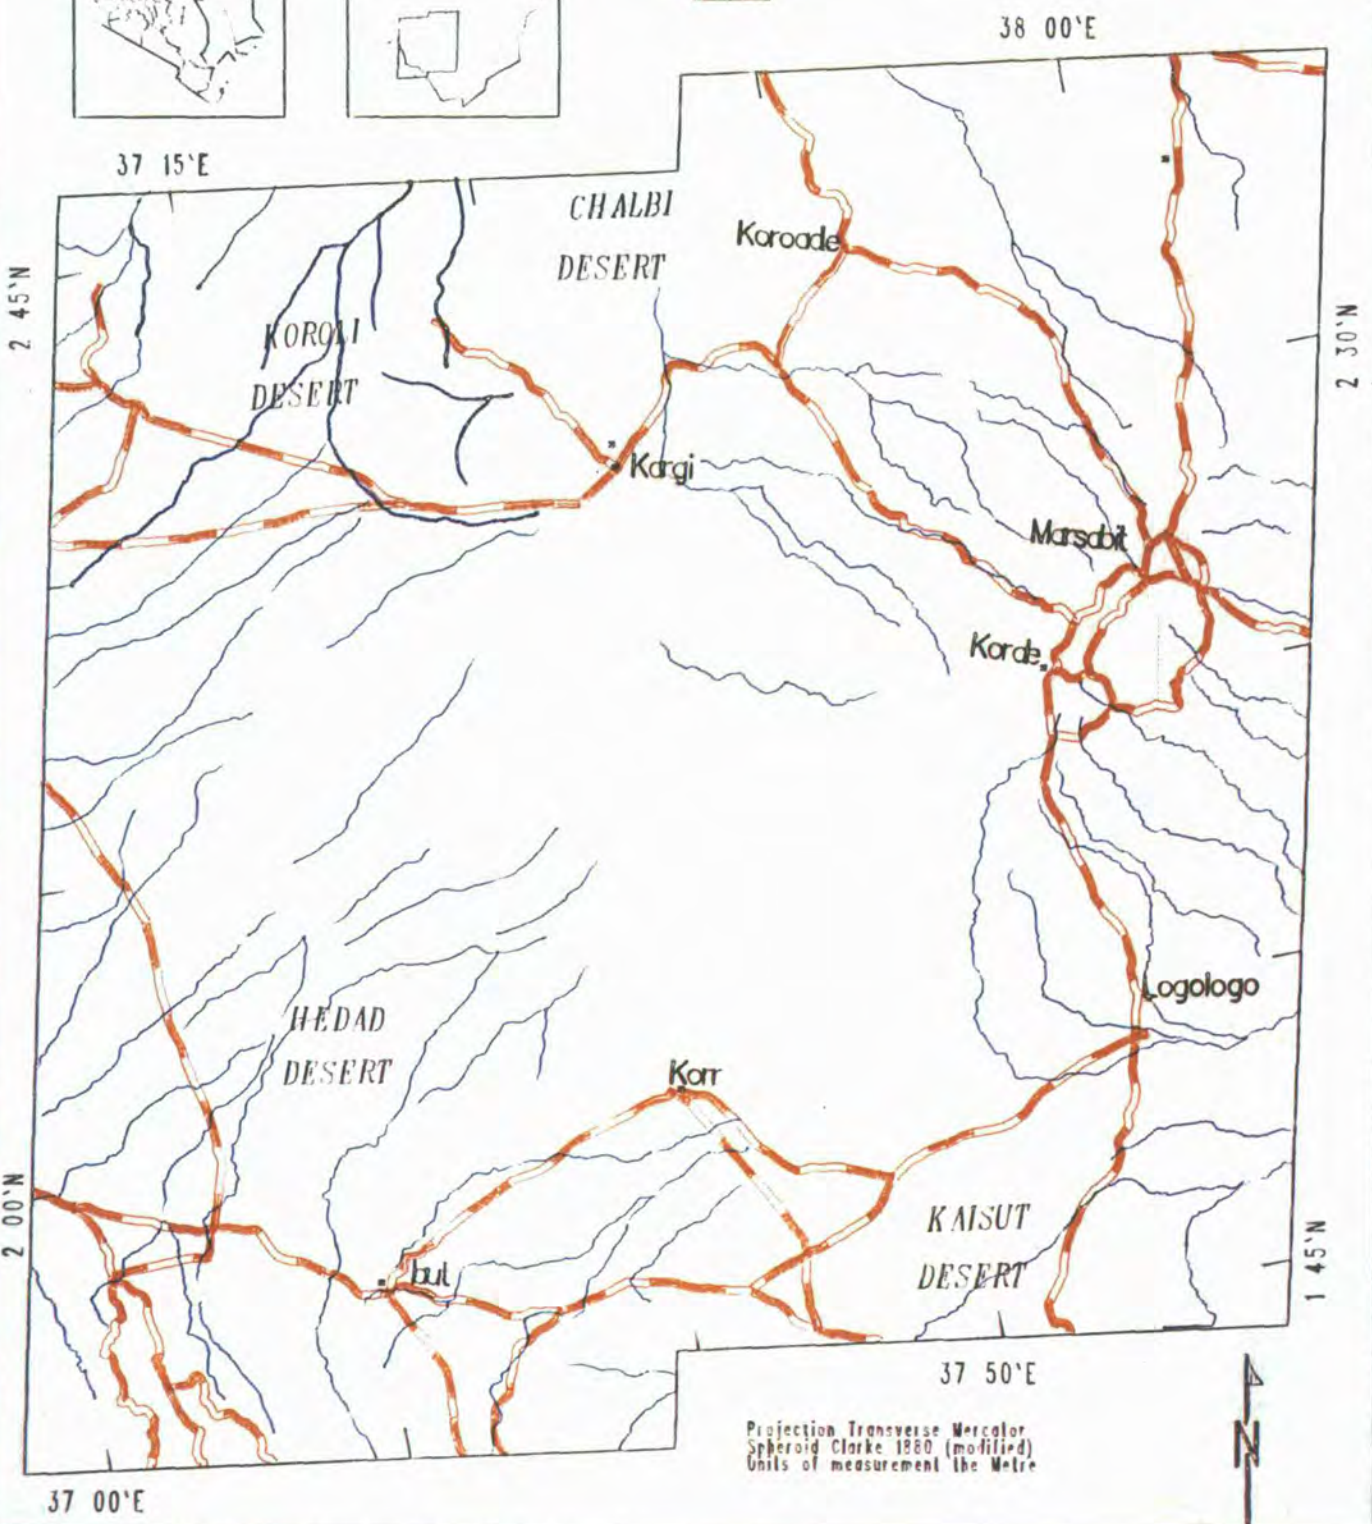 38 00'E
37 15'E
CHALBI
DESERT
Koroade
2 45'N
KOROLI
DESERT
2 30'N
Kargi
Marsabit
Korde
Logologo
HEDAD
DESERT
Korr
2 00'N
KAISUT
DESERT
bul
1 45'N
37 50'E
Projection Transverse Mercator
Spheroid Clarke 1880 (modified)
Units of measurement the Metre
N
37 00'E